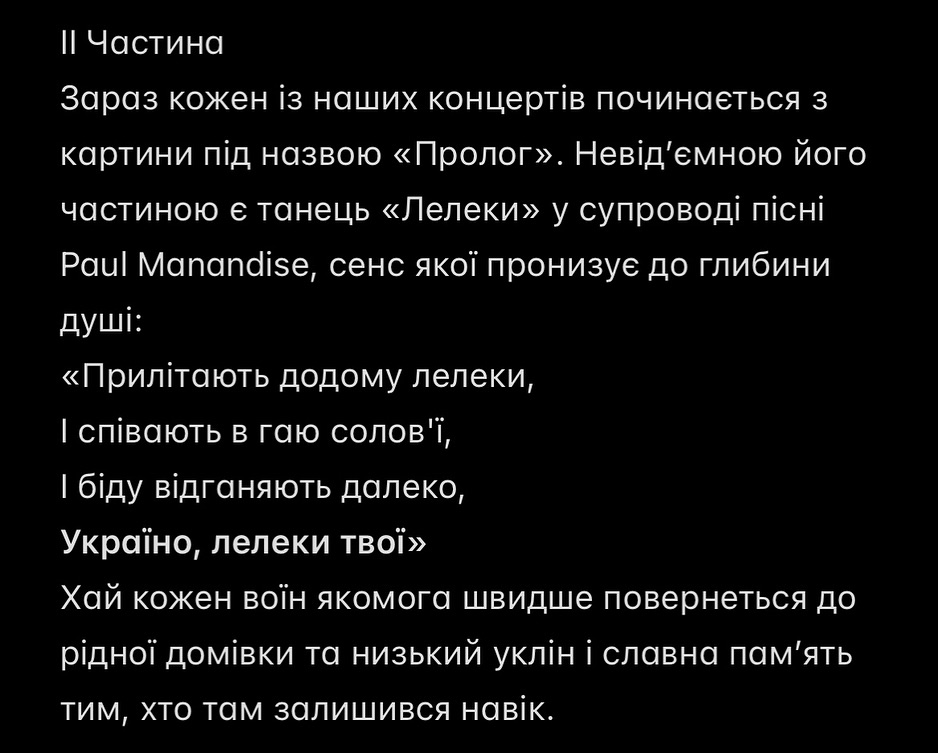 ІІ Частина
Зараз кожен із наших концертів починається з
картини під назвою «Пролог». Невід’ємною його
частиною є танець «Лелеки» у супроводі пісні
Paul Manandise, сенс якої пронизує до глибини
душі:
«Прилітають додому лелеки,
І співають в гаю солов'ї,
І біду відганяють далеко,
Україно, лелеки твої»
Хай кожен воїн якомога швидше повернеться до
рідної домівки та низький уклін і славна пам’ять
тим, хто там залишився навік.